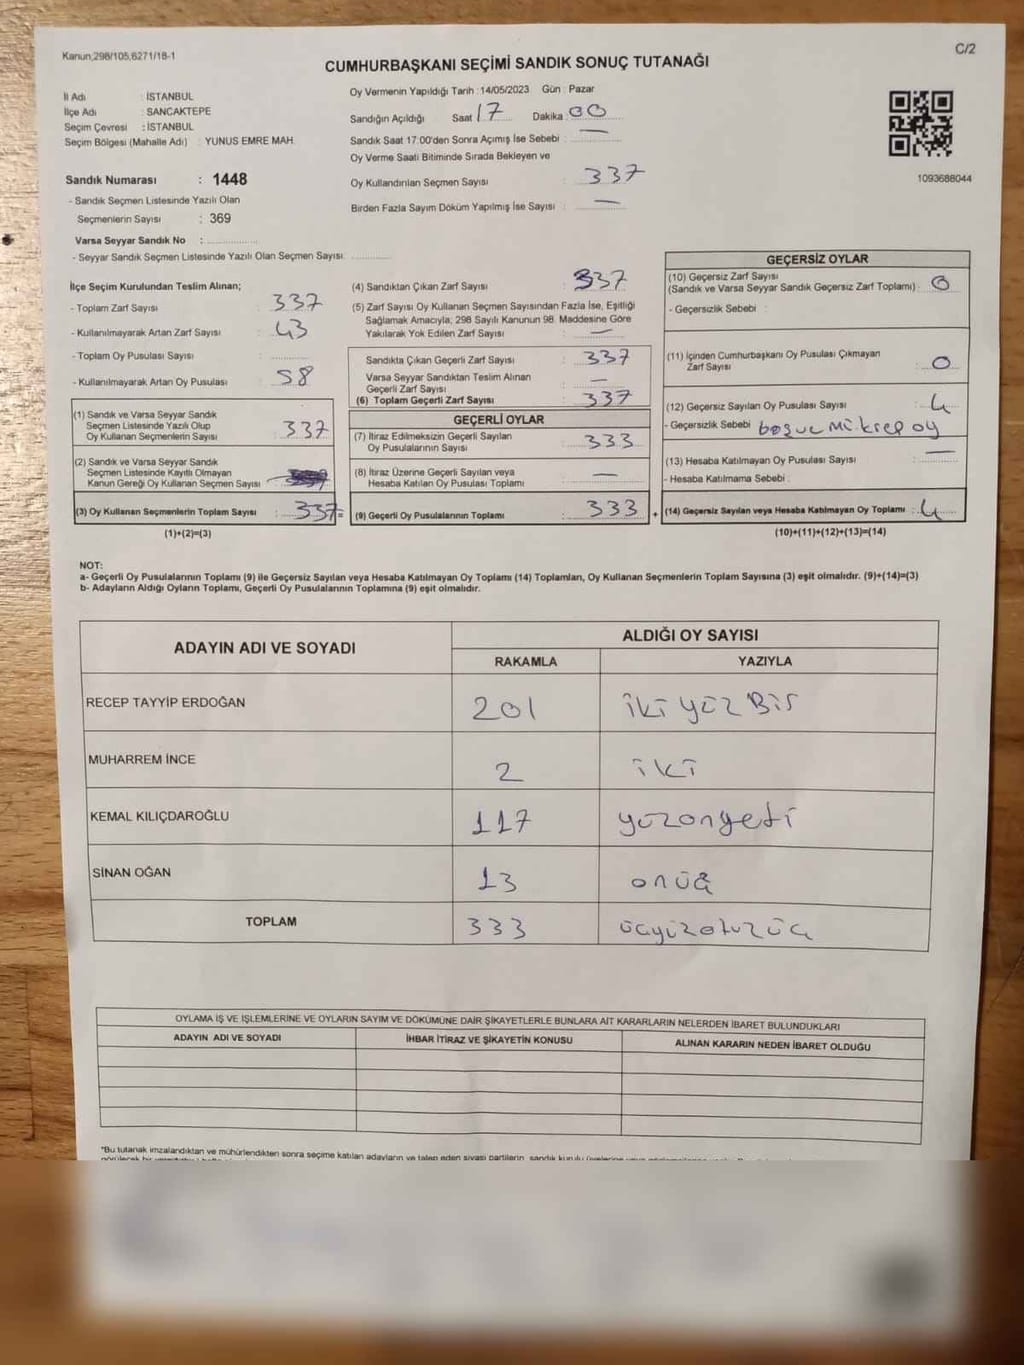 Kanun,298/105,6271/18-1
C/2
CUMHURBAŞKANI SEÇİMİ SANDIK SONUÇ TUTANAĞI
İl Adı : İSTANBUL
İlçe Adı : SANCAKTEPE
Seçim Çevresi : İSTANBUL
Seçim Bölgesi (Mahalle Adı) : YUNUS EMRE MAH.
Sandık Numarası : 1448
- Sandık Seçmen Listesinde Yazılı Olan
Seçmenlerin Sayısı : 369
Varsa Seyyar Sandık No :
- Seyyar Sandık Seçmen Listesinde Yazılı Olan Seçmen Sayısı:
Oy Vermenin Yapıldığı Tarih : 14/05/2023 Gün : Pazar
Sandığın Açıldığı Saat 17 Dakika 00
Sandık Saat 17:00'den Sonra Açımış İse Sebebi : —
Oy Verme Saati Bitiminde Sırada Bekleyen ve
Oy Kullandırılan Seçmen Sayısı : 337
Birden Fazla Sayım Döküm Yapılmış İse Sayısı : —
1093688044
İlçe Seçim Kurulundan Teslim Alınan;
- Toplam Zarf Sayısı : 337
- Kullanılmayarak Artan Zarf Sayısı : 43
- Toplam Oy Pusulası Sayısı :
- Kullanılmayarak Artan Oy Pusulası : 58
(1) Sandık ve Varsa Seyyar Sandık
Seçmen Listesinde Yazılı Olup
Oy Kullanan Seçmenlerin Sayısı : 337
(2) Sandık ve Varsa Seyyar Sandık
Seçmen Listesinde Kayıtlı Olmayan
Kanun Gereği Oy Kullanan Seçmen Sayısı :
(3) Oy Kullanan Seçmenlerin Toplam Sayısı : 337 =
(1)+(2)=(3)
(4) Sandıktan Çıkan Zarf Sayısı : 337
(5) Zarf Sayısı Oy Kullanan Seçmen Sayısından Fazla İse, Eşitliği
Sağlamak Amacıyla; 298 Sayılı Kanunun 98. Maddesine Göre
Yakılarak Yok Edilen Zarf Sayısı : —
Sandıkta Çıkan Geçerli Zarf Sayısı : 337
Varsa Seyyar Sandıktan Teslim Alınan
Geçerli Zarf Sayısı : —
(6) Toplam Geçerli Zarf Sayısı : 337
GEÇERLİ OYLAR
(7) İtiraz Edilmeksizin Geçerli Sayılan
Oy Pusulalarının Sayısı : 333
(8) İtiraz Üzerine Geçerli Sayılan veya
Hesaba Katılan Oy Pusulası Toplamı : —
(9) Geçerli Oy Pusulalarının Toplamı : 333 +
GEÇERSİZ OYLAR
(10) Geçersiz Zarf Sayısı
(Sandık ve Varsa Seyyar Sandık Geçersiz Zarf Toplamı) : 0
- Geçersizlik Sebebi :
(11) İçinden Cumhurbaşkanı Oy Pusulası Çıkmayan
Zarf Sayısı : 0
(12) Geçersiz Sayılan Oy Pusulası Sayısı : 4
- Geçersizlik Sebebi
(13) Hesaba Katılmayan Oy Pusulası Sayısı : —
- Hesaba Katılmama Sebebi :
(14) Geçersiz Sayılan veya Hesaba Katılmayan Oy Toplamı : 4
(10)+(11)+(12)+(13)=(14)
NOT:
a- Geçerli Oy Pusulalarının Toplamı (9) ile Geçersiz Sayılan veya Hesaba Katılmayan Oy Toplamı (14) Toplamları, Oy Kullanan Seçmenlerin Toplam Sayısına (3) eşit olmalıdır. (9)+(14)=(3)
b- Adayların Aldığı Oyların Toplamı, Geçerli Oy Pusulalarının Toplamına (9) eşit olmalıdır.
ADAYIN ADI VE SOYADI ALDIĞI OY SAYISI
RAKAMLA YAZIYLA
RECEP TAYYİP ERDOĞAN 201 iki yüz Bir
MUHARREM İNCE 2 iki
KEMAL KILIÇDAROĞLU 117 yüzonyedi
SİNAN OĞAN 13 onüç
TOPLAM 333 üçyüzotuzüç
OYLAMA İŞ VE İŞLEMLERİNE VE OYLARIN SAYIM VE DÖKÜMÜNE DAİR ŞİKAYETLERLE BUNLARA AİT KARARLARIN NELERDEN İBARET BULUNDUKLARI
ADAYIN ADI VE SOYADI İHBAR İTİRAZ VE ŞİKAYETİN KONUSU ALINAN KARARIN NEDEN İBARET OLDUĞU
"Bu tutanak imzalandıktan ve mühürlendikten sonra seçime katılan adayların ve talep eden siyasi partilerin, sandık kurulu